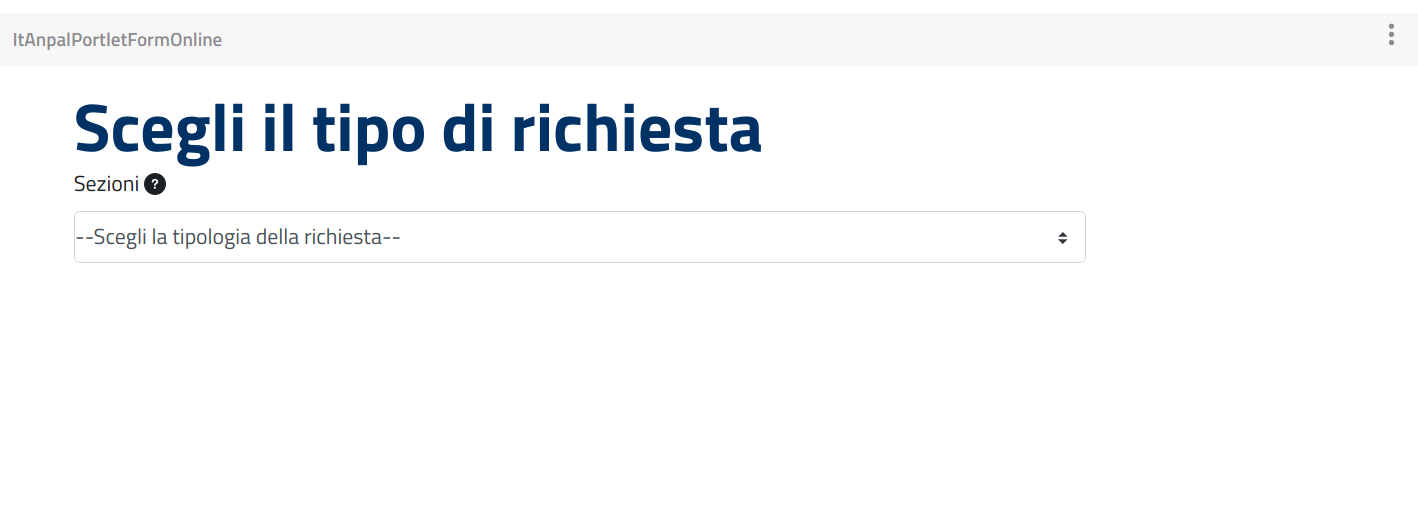 ItAnpalPortletFormOnline
Scegli il tipo di richiesta
Sezioni ?
--Scegli la tipologia della richiesta--